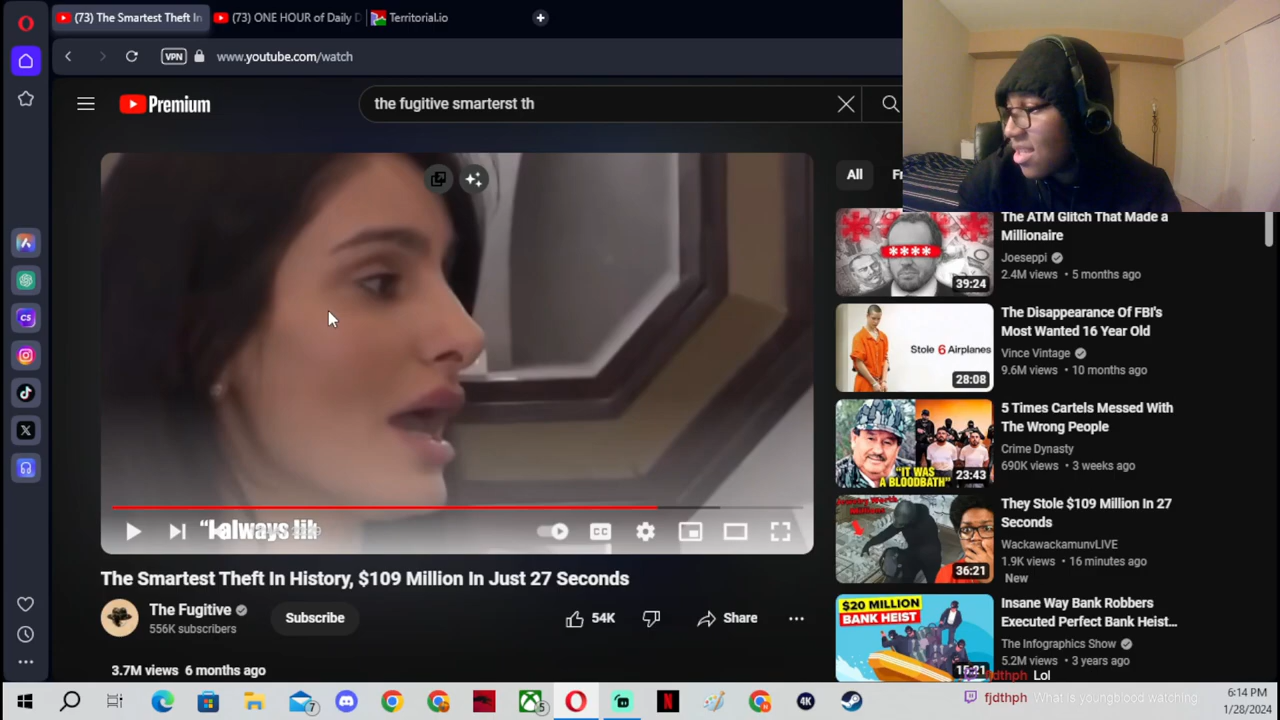 (73) The Smartest Theft In
(73) ONE HOUR of Daily D
Territorial.io
VPN
www.youtube.com/watch
Premium
the fugitive smarterst th
All
The ATM Glitch That Made a
Millionaire
Joeseppi
2.4M views • 5 months ago
****
39:24
The Disappearance Of FBI's
Most Wanted 16 Year Old
Vince Vintage
9.6M views • 10 months ago
Stole 6 Airplanes
28:08
5 Times Cartels Messed With
The Wrong People
Crime Dynasty
690K views • 3 weeks ago
"IT WAS
A BLOODBATH"
23:43
They Stole $109 Million In 27
Seconds
WackawackamunvLIVE
1.9K views • 16 minutes ago
New
36:21
Insane Way Bank Robbers
Executed Perfect Bank Heist...
The Infographics Show
5.2M views • 3 years ago
$20 MILLION
BANK HEIST
15:21
"I always lik
CC
The Smartest Theft In History, $109 Million In Just 27 Seconds
The Fugitive
556K subscribers
Subscribe
54K
Share
3.7M views 6 months ago
CS
fjdthph Lol
fjdthph What is youngblood watching
7
5
N
4K
6:14 PM
1/28/2024